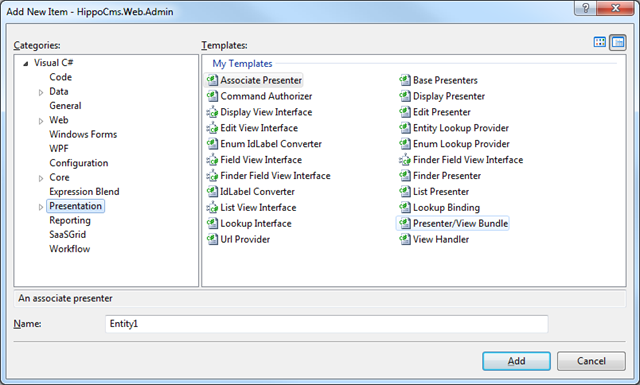 Add New Item - HippoCms.Web.Admin
Categories:
Templates:
Visual C#
Code
Data
General
Web
Windows Forms
WPF
Configuration
Core
Expression Blend
Presentation
Reporting
SaaSGrid
Workflow
My Templates
Associate Presenter
Base Presenters
Command Authorizer
Display Presenter
Display View Interface
Edit Presenter
Edit View Interface
Entity Lookup Provider
Enum IdLabel Converter
Enum Lookup Provider
Field View Interface
Finder Field View Interface
Finder Field View Interface
Finder Presenter
IdLabel Converter
List Presenter
List View Interface
Lookup Binding
Lookup Interface
Presenter/View Bundle
Url Provider
View Handler
An associate presenter
Name:
Entity1
Add
Cancel